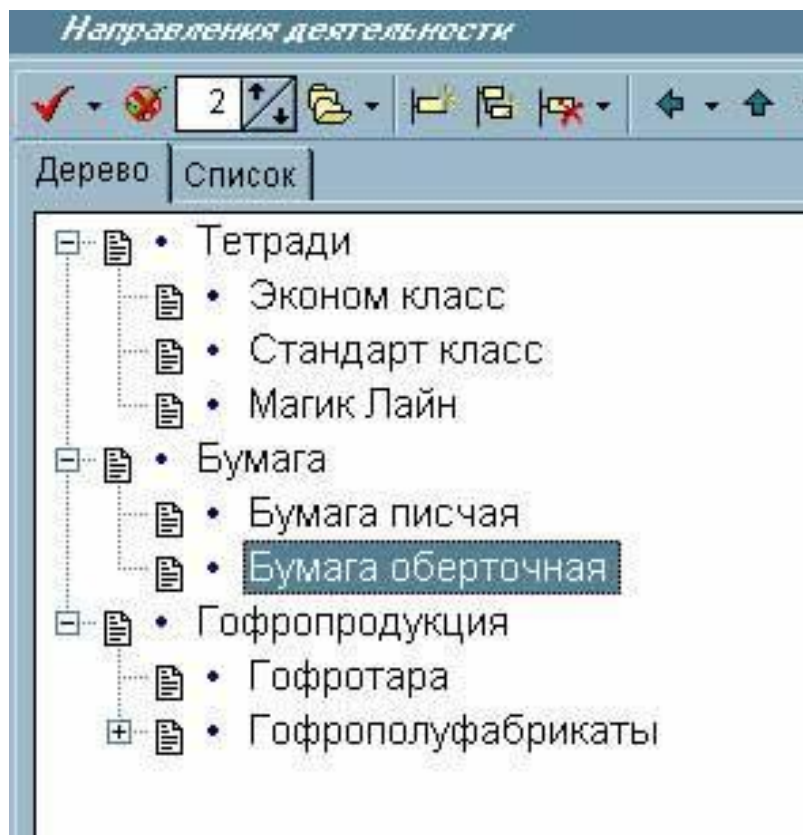 Направления деятельности
2
Дерево Список
Тетради
Эконом класс
Стандарт класс
Магик Лайн
Бумага
Бумага писчая
Бумага оберточная
Гофропродукция
Гофротара
Гофрополуфабрикаты